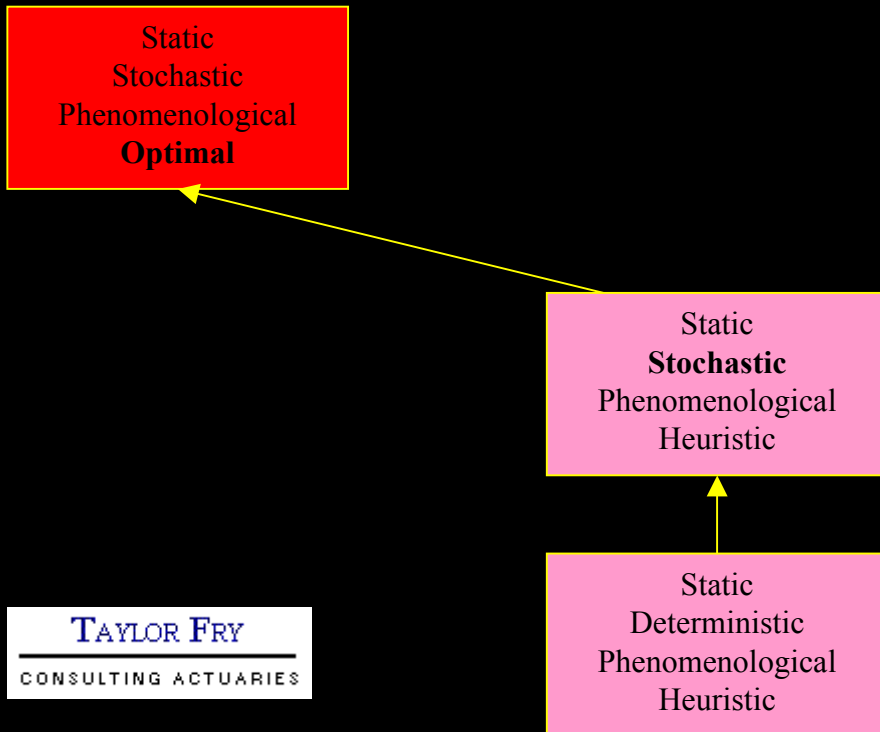 Static
Stochastic
Phenomenological
Optimal
Static
Stochastic
Phenomenological
Heuristic
Static
Deterministic
Phenomenological
Heuristic
TAYLOR FRY
CONSULTING ACTUARIES